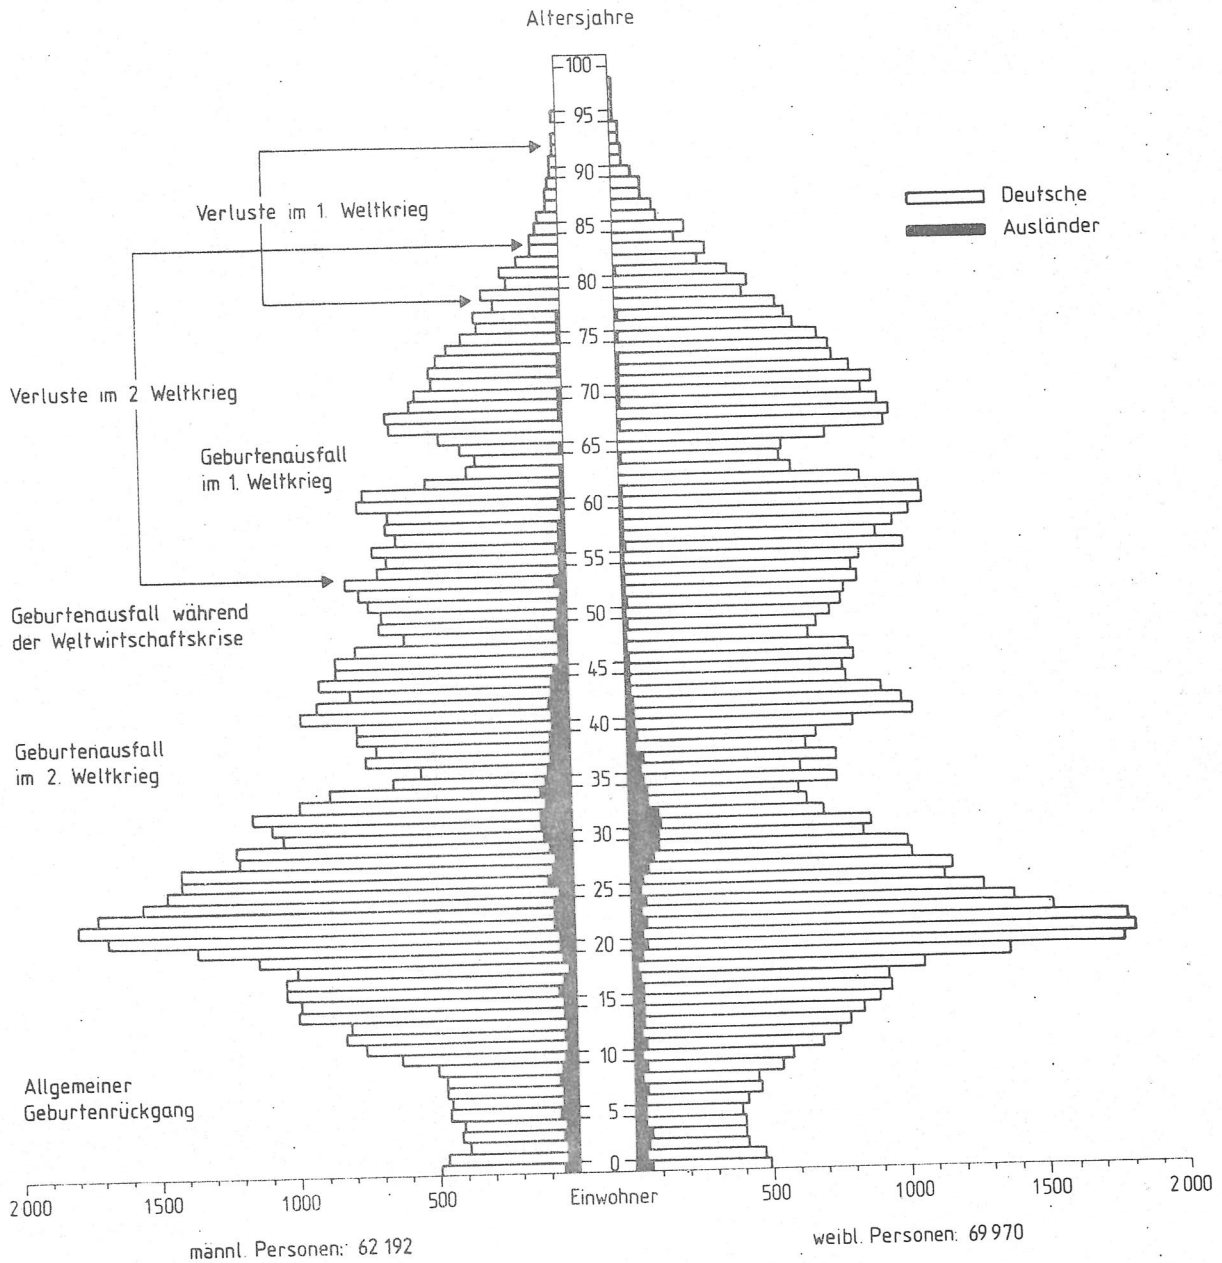 Altersjahre
100
95
90
85
80
75
70
65
60
55
50
45
40
35
30
25
20
15
10
5
0
Deutsche
Ausländer
Verluste im 1. Weltkrieg
Verluste im 2 Weltkrieg
Geburtenausfall
im 1. Weltkrieg
Geburtenausfall während
der Weltwirtschaftskrise
Geburtenausfall
im 2. Weltkrieg
Allgemeiner
Geburtenrückgang
2 000 1500 1000 500 Einwohner 500 1000 1500 2 000
männl. Personen: 62 192
weibl. Personen: 69 970